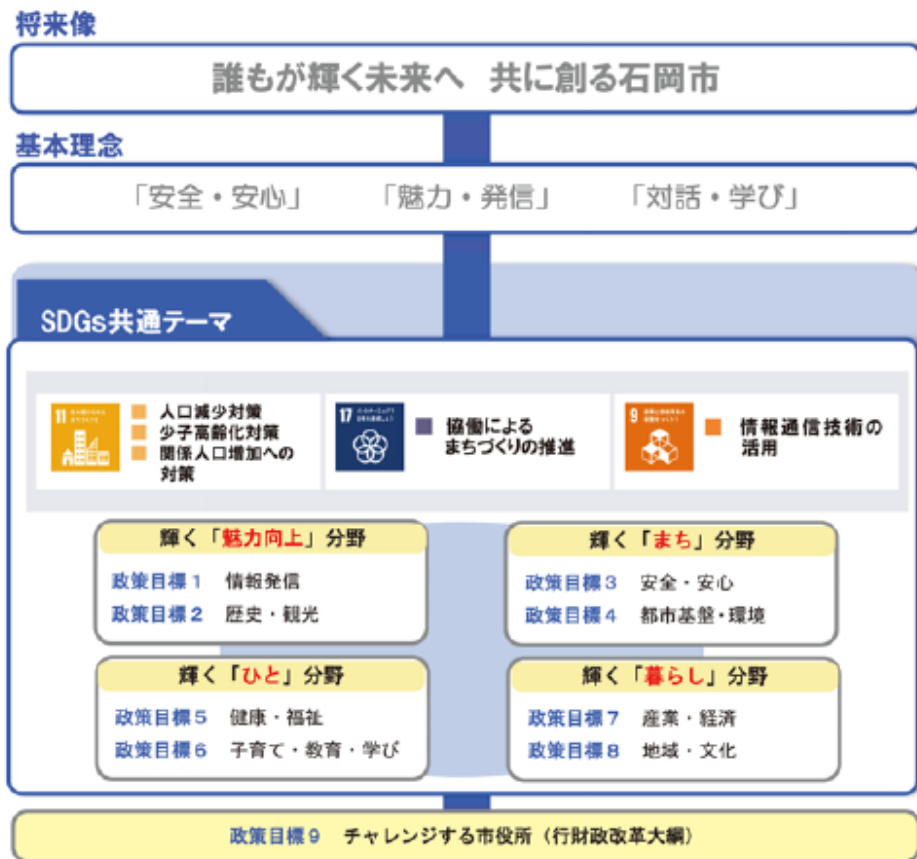 将来像
誰もが輝く未来へ 共に創る石岡市
基本理念
「安全・安心」 「魅力・発信」 「対話・学び」
SDGs共通テーマ
11
人口減少対策
少子高齢化対策
関係人口増加への
対策
17
協働による
まちづくりの推進
9
情報通信技術の
活用
輝く「魅力向上」分野
政策目標1 情報発信
政策目標2 歴史・観光
輝く「まち」分野
政策目標3 安全・安心
政策目標4 都市基盤・環境
輝く「ひと」分野
政策目標5 健康・福祉
政策目標6 子育て・教育・学び
輝く「暮らし」分野
政策目標7 産業・経済
政策目標8 地域・文化
政策目標9 チャレンジする市役所（行財政改革大綱）